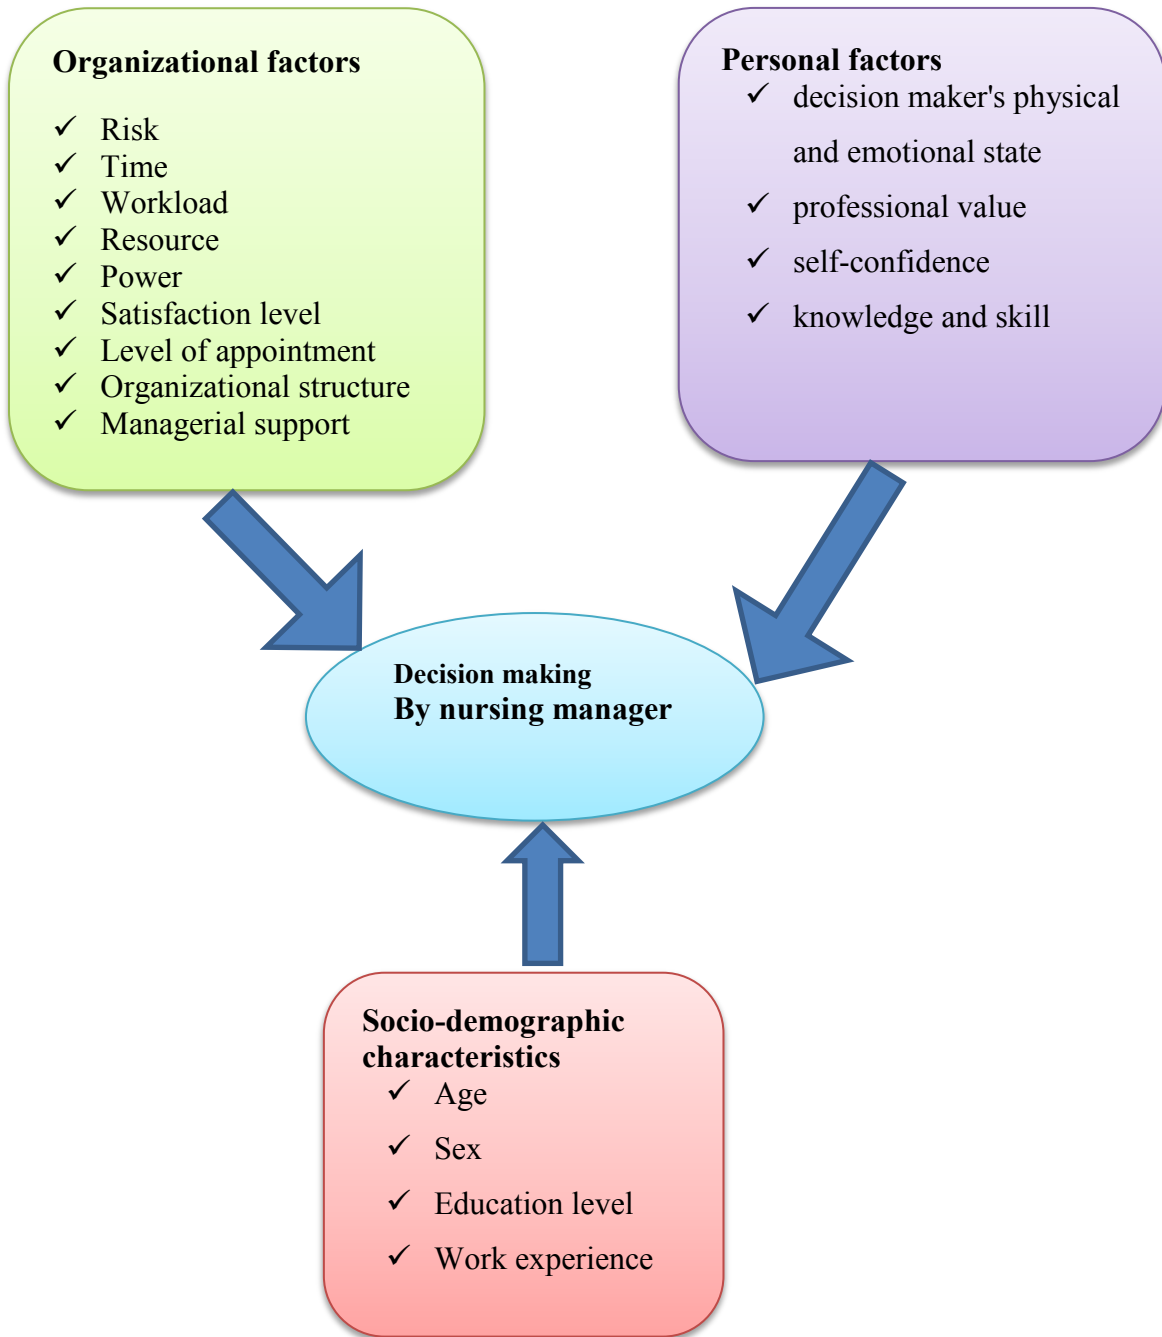 Organizational factors
✓ Risk
✓ Time
✓ Workload
✓ Resource
✓ Power
✓ Satisfaction level
✓ Level of appointment
✓ Organizational structure
✓ Managerial support
Personal factors
✓ decision maker's physical
and emotional state
✓ professional value
✓ self-confidence
✓ knowledge and skill
Decision making
By nursing manager
Socio-demographic
characteristics
✓ Age
✓ Sex
✓ Education level
✓ Work experience